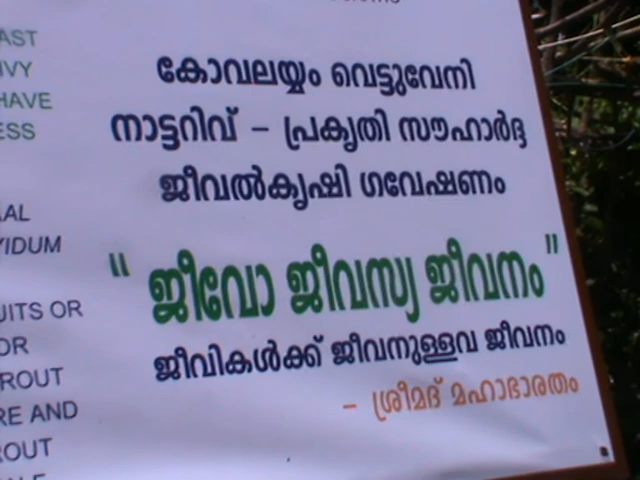 AST
IVY
HAVE
ESS
AL
YIDUM
UITS OR
OR
ROUT
RE AND
ROUT
കോവലയ്യം വെട്ടുവേനി
നാട്ടറിവ് – പ്രകൃതി സൗഹാർദ്ദ
ജീവൽകൃഷി ഗവേഷണം
" ജീവോ ജീവസ്യ ജീവനം"
ജീവികൾക്ക് ജീവനുള്ളവ ജീവനം
– ശ്രീമദ് മഹാഭാരതം